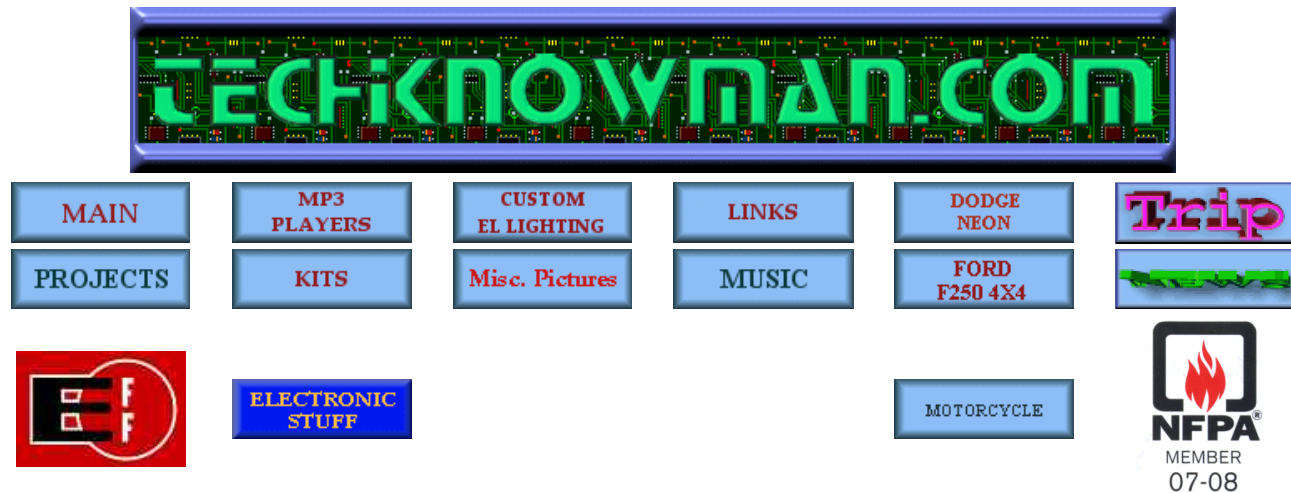 TECHKNOWMAN.COM
MAIN
MP3
PLAYERS
CUSTOM
EL LIGHTING
LINKS
DODGE
NEON
Trip
PROJECTS
KITS
Misc. Pictures
MUSIC
FORD
F250 4X4
EFF
ELECTRONIC
STUFF
MOTORCYCLE
NFPA®
MEMBER
07-08